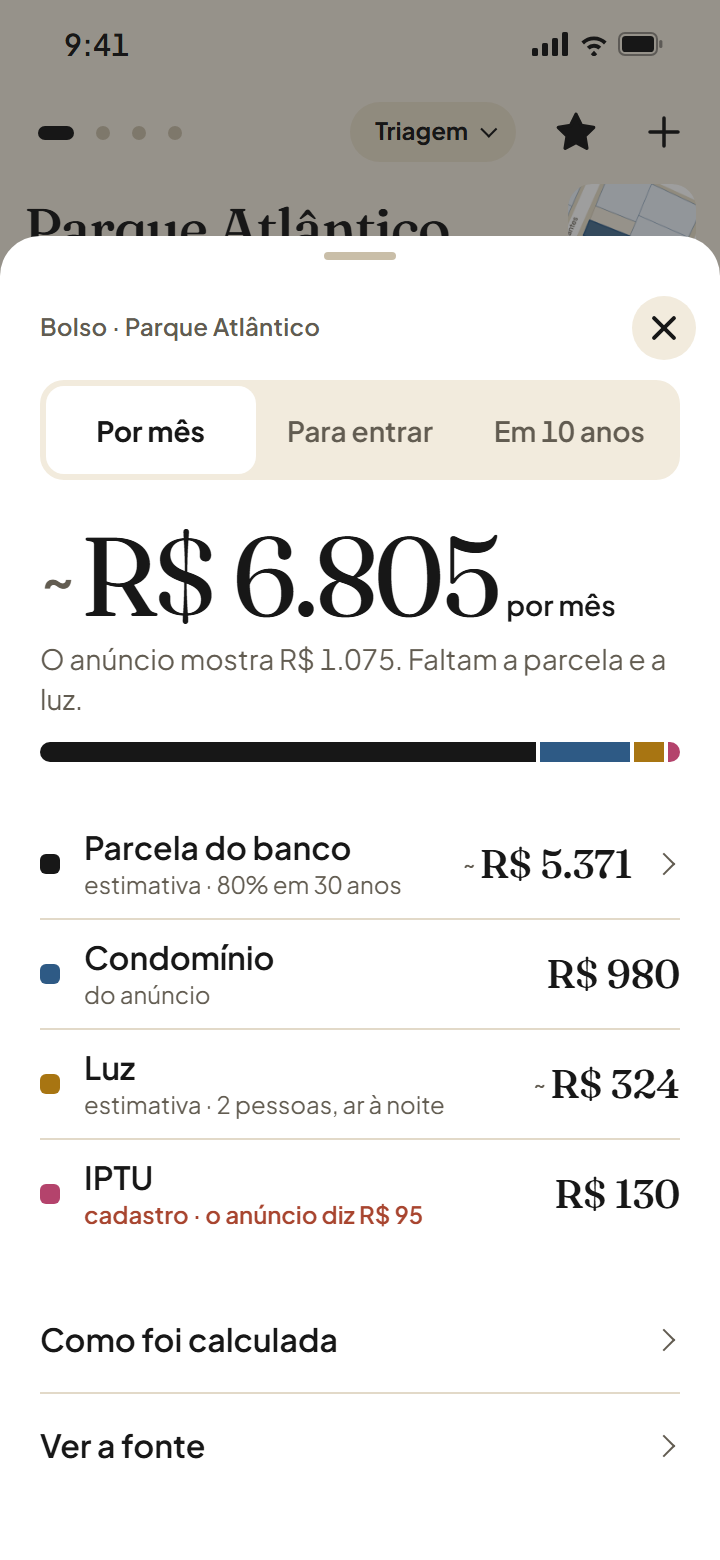 9:41
Triagem
Parque Atlântico
Bolso · Parque Atlântico
Por mês
Para entrar
Em 10 anos
~R$ 6.805 por mês
O anúncio mostra R$ 1.075. Faltam a parcela e a
luz.
Parcela do banco
~R$ 5.371
estimativa · 80% em 30 anos
Condomínio
R$ 980
do anúncio
Luz
~R$ 324
estimativa · 2 pessoas, ar à noite
IPTU
R$ 130
cadastro · o anúncio diz R$ 95
Como foi calculada
Ver a fonte